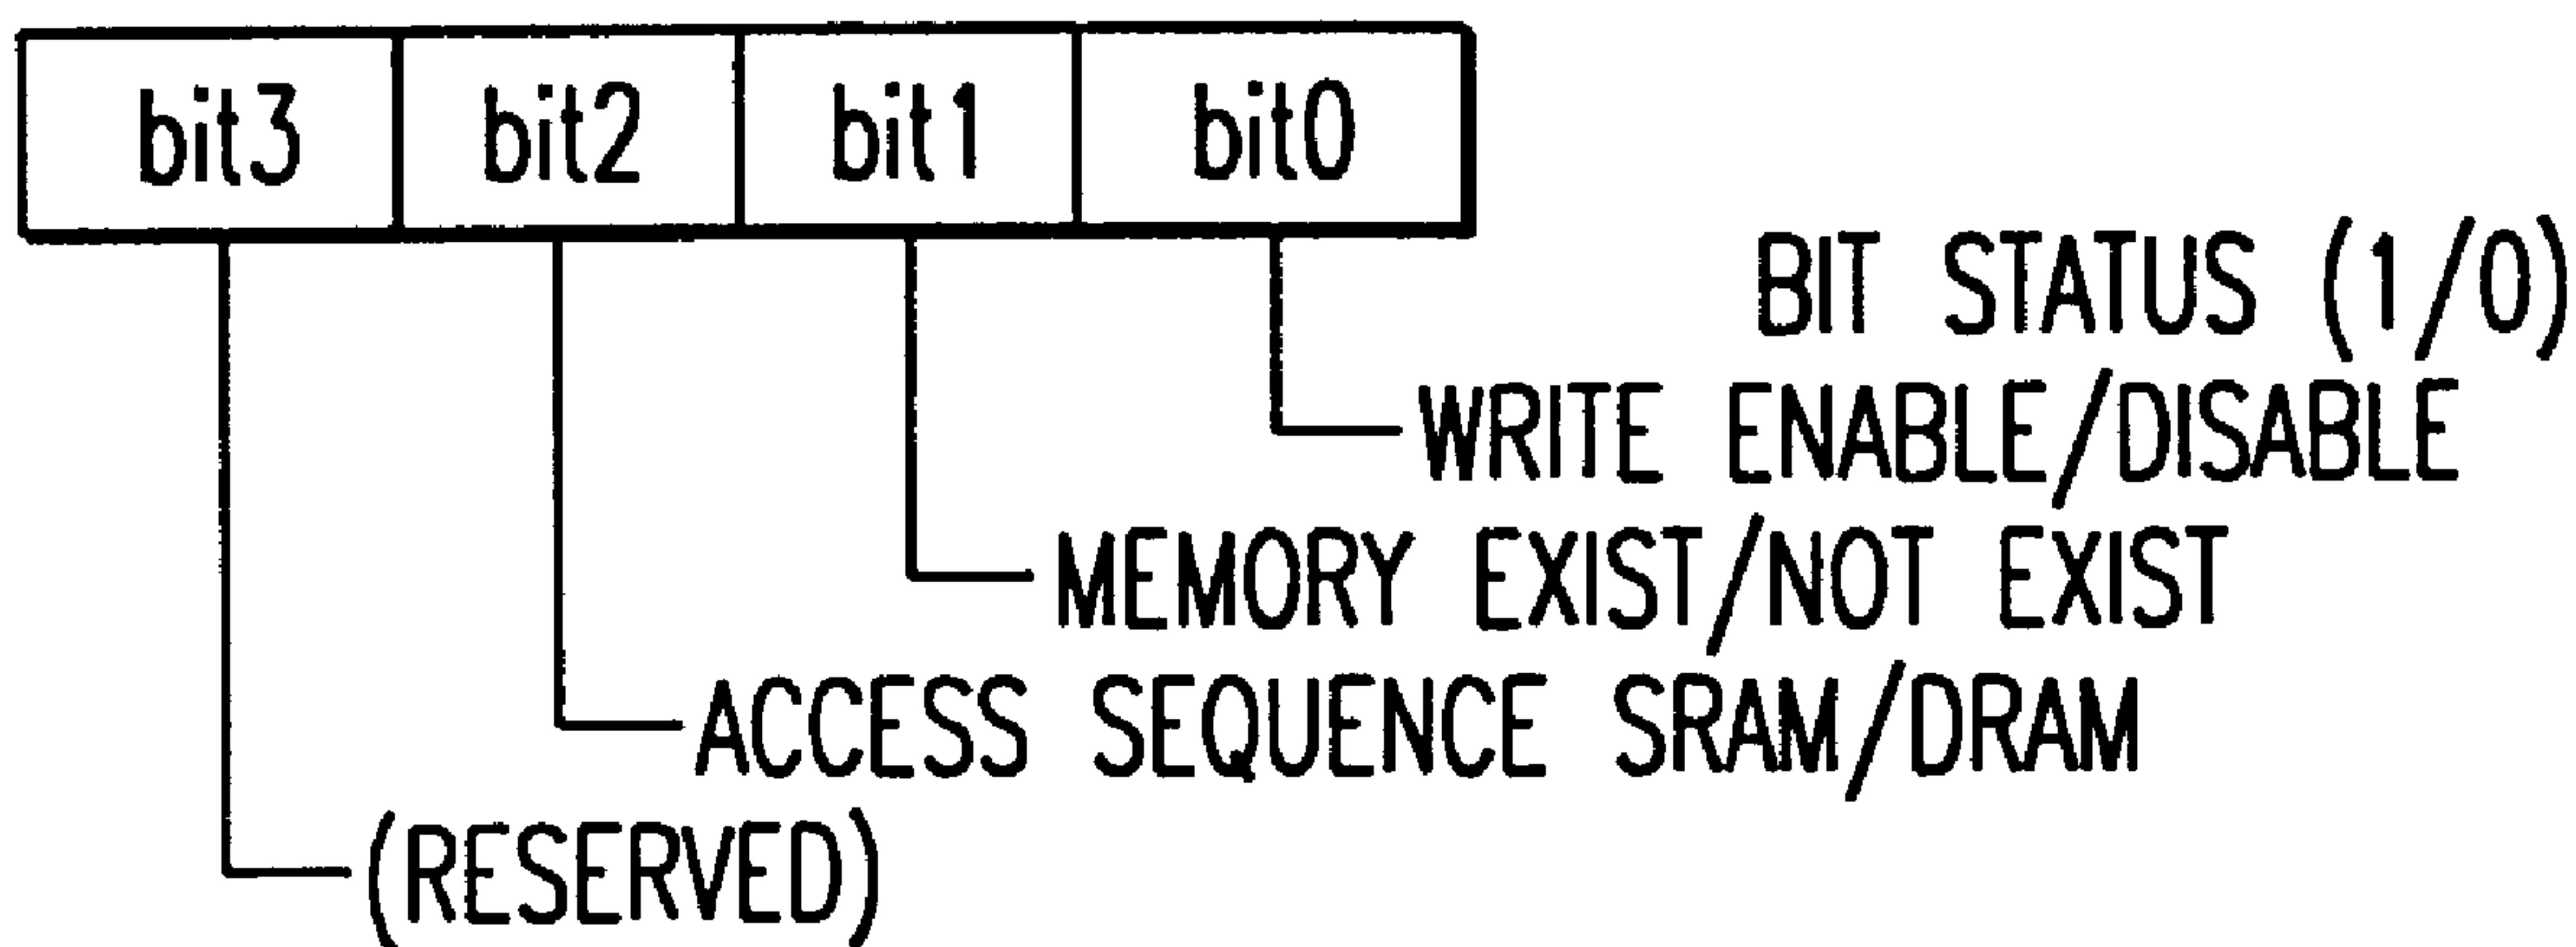 bit3 bit2 bit1 bit0
BIT STATUS (1/0)
WRITE ENABLE/DISABLE
MEMORY EXIST/NOT EXIST
ACCESS SEQUENCE SRAM/DRAM
(RESERVED)